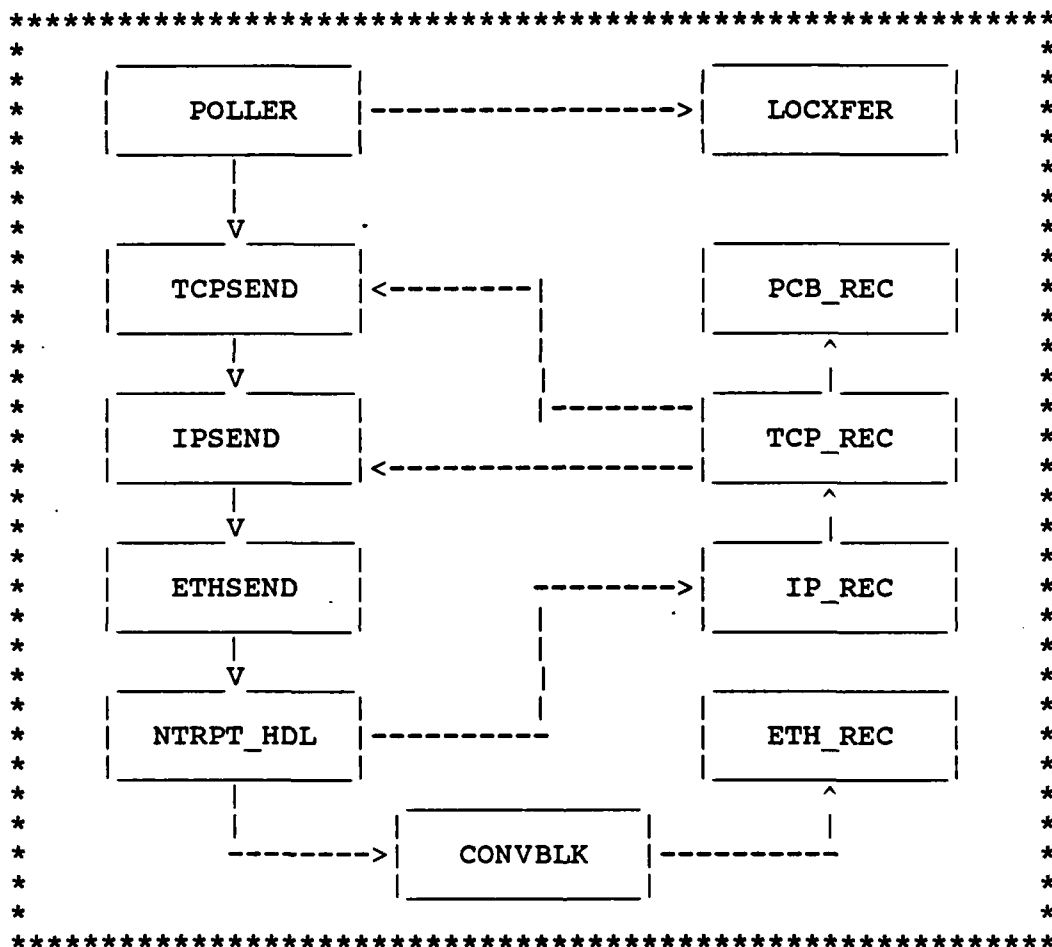 POLLER LOCXFER
TCPSEND PCB_REC
IPSEND TCP_REC
ETHSEND IP_REC
NTRPT_HDL ETH_REC
CONVBLK